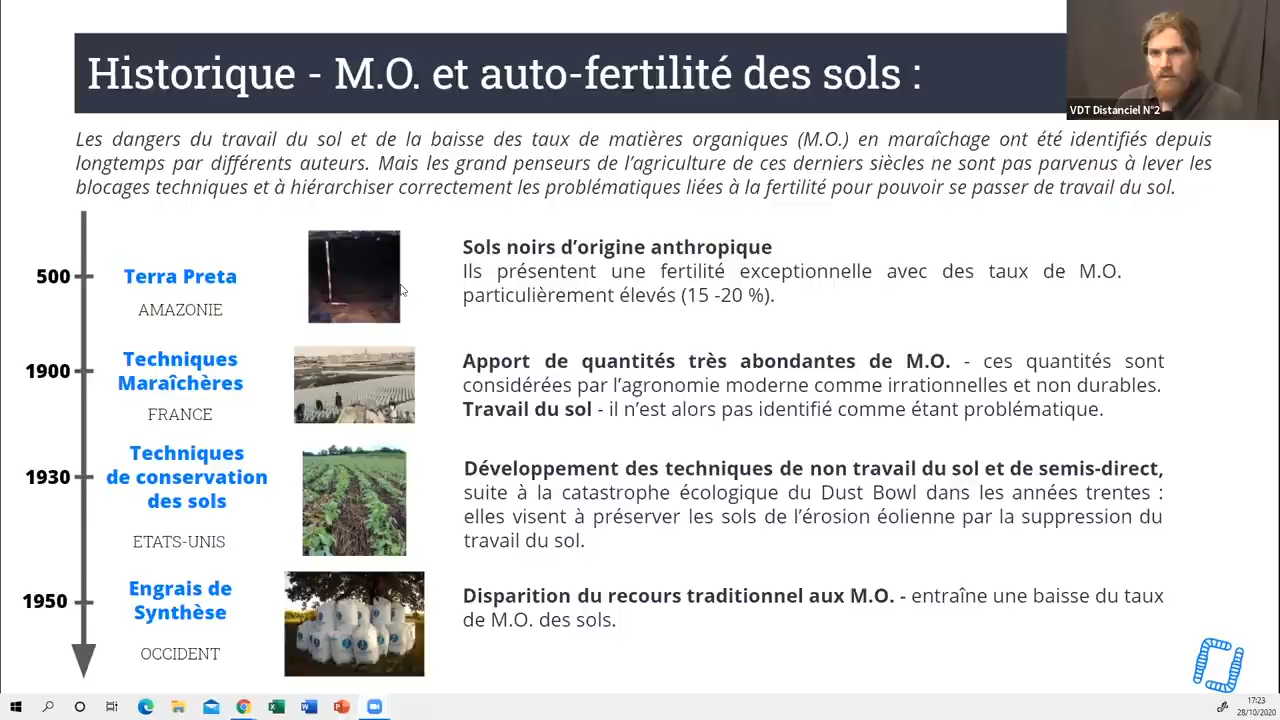 Historique - M.O. et auto-fertilité des sols :
VDT Distanciel N°2
Les dangers du travail du sol et de la baisse des taux de matières organiques (M.O.) en maraîchage ont été identifiés depuis
longtemps par différents auteurs. Mais les grand penseurs de l'agriculture de ces derniers siècles ne sont pas parvenus à lever les
blocages techniques et à hiérarchiser correctement les problématiques liées à la fertilité pour pouvoir se passer de travail du sol.
500
Terra Preta
AMAZONIE
Sols noirs d'origine anthropique
Ils présentent une fertilité exceptionnelle avec des taux de M.O.
particulièrement élevés (15 -20 %).
1900
Techniques
Maraîchères
FRANCE
Apport de quantités très abondantes de M.O. - ces quantités sont
considérées par l'agronomie moderne comme irrationnelles et non durables.
Travail du sol - il n'est alors pas identifié comme étant problématique.
1930
Techniques
de conservation
des sols
ETATS-UNIS
Développement des techniques de non travail du sol et de semis-direct,
suite à la catastrophe écologique du Dust Bowl dans les années trentes :
elles visent à préserver les sols de l'érosion éolienne par la suppression du
travail du sol.
1950
Engrais de
Synthèse
OCCIDENT
Disparition du recours traditionnel aux M.O. - entraîne une baisse du taux
de M.O. des sols.
17:23
28/10/2020